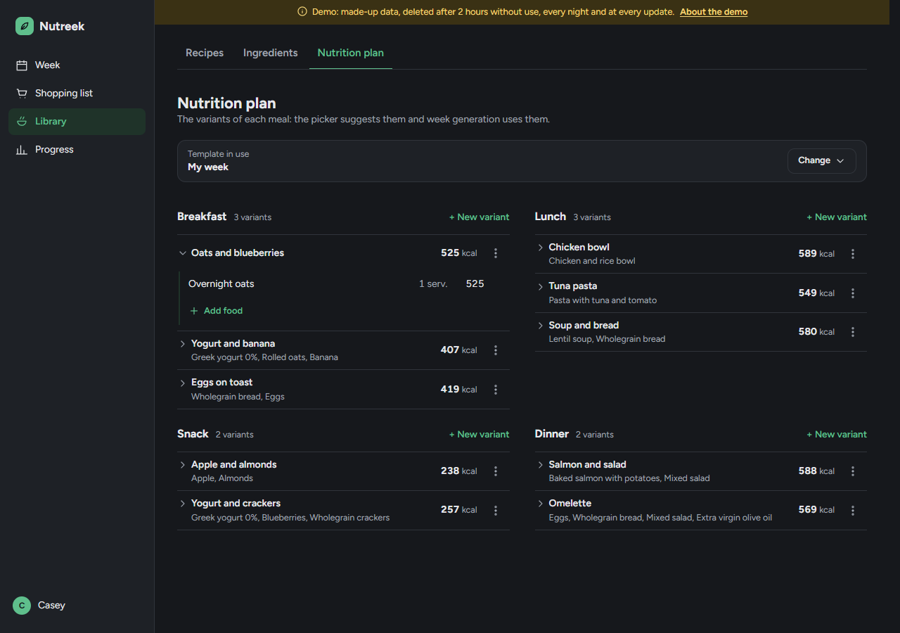 Nutreek
Week
Shopping list
Library
Progress
C Casey
Demo: made-up data, deleted after 2 hours without use, every night and at every update. About the demo
Recipes Ingredients Nutrition plan
Nutrition plan
The variants of each meal: the picker suggests them and week generation uses them.
Template in use
My week
Change
Breakfast 3 variants + New variant
Oats and blueberries 525 kcal
Overnight oats 1 serv. 525
+ Add food
Yogurt and banana 407 kcal
Greek yogurt 0%, Rolled oats, Banana
Eggs on toast 419 kcal
Wholegrain bread, Eggs
Lunch 3 variants + New variant
Chicken bowl 589 kcal
Chicken and rice bowl
Tuna pasta 549 kcal
Pasta with tuna and tomato
Soup and bread 580 kcal
Lentil soup, Wholegrain bread
Snack 2 variants + New variant
Apple and almonds 238 kcal
Apple, Almonds
Yogurt and crackers 257 kcal
Greek yogurt 0%, Blueberries, Wholegrain crackers
Dinner 2 variants + New variant
Salmon and salad 588 kcal
Baked salmon with potatoes, Mixed salad
Omelette 569 kcal
Eggs, Wholegrain bread, Mixed salad, Extra virgin olive oil